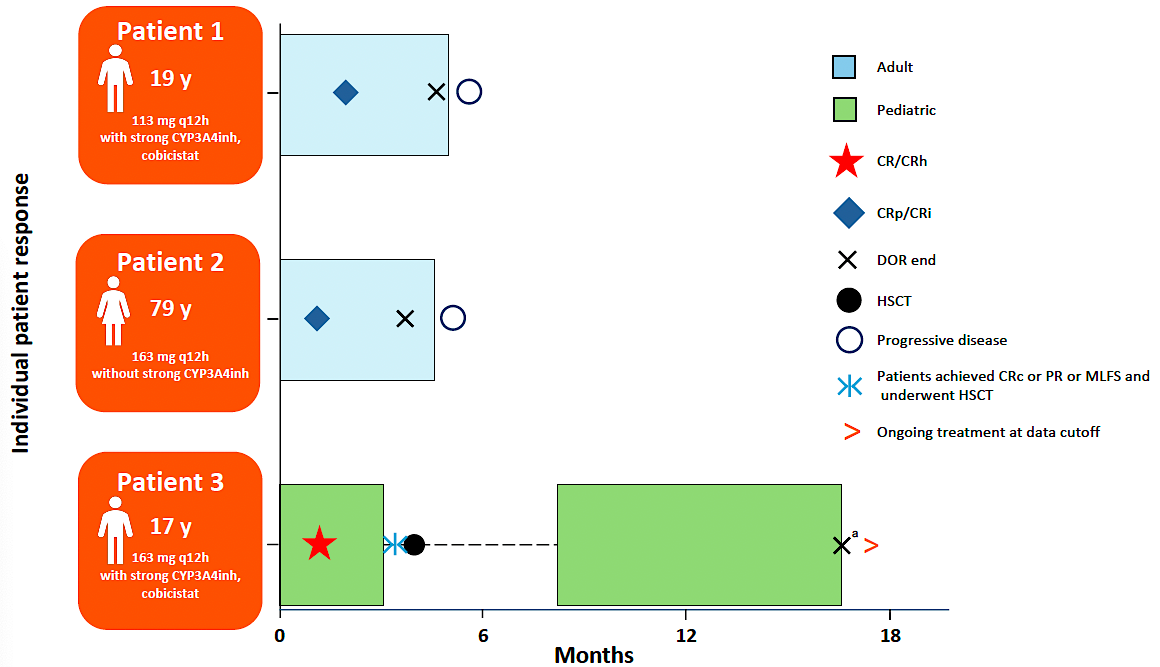 Individual patient response
Patient 1
19 y
113 mg q12h
with strong CYP3A4inh,
cobicistat
Patient 2
79 y
163 mg q12h
without strong CYP3A4inh
Patient 3
17 y
163 mg q12h
with strong CYP3A4inh,
cobicistat
a
0
6
12
18
Months
Adult
Pediatric
CR/CRh
CRp/CRi
DOR end
HSCT
Progressive disease
Patients achieved CRc or PR or MLFS and
underwent HSCT
Ongoing treatment at data cutoff